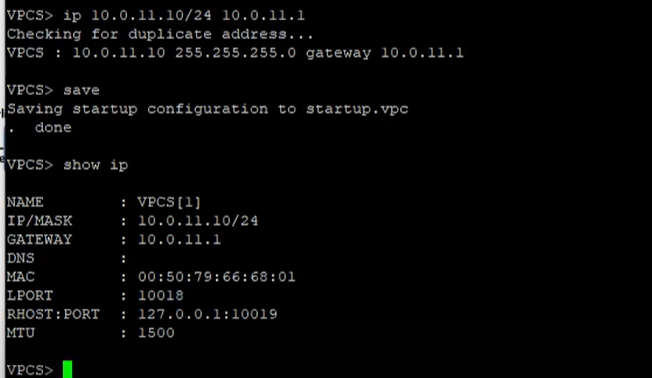 VPCS> ip 10.0.11.10/24 10.0.11.1
Checking for duplicate address...
VPCS : 10.0.11.10 255.255.255.0 gateway 10.0.11.1
VPCS> save
Saving startup configuration to startup.vpc
.  done
VPCS> show ip
NAME        : VPCS[1]
IP/MASK     : 10.0.11.10/24
GATEWAY     : 10.0.11.1
DNS         :
MAC         : 00:50:79:66:68:01
LPORT       : 10018
RHOST:PORT  : 127.0.0.1:10019
MTU         : 1500
VPCS>